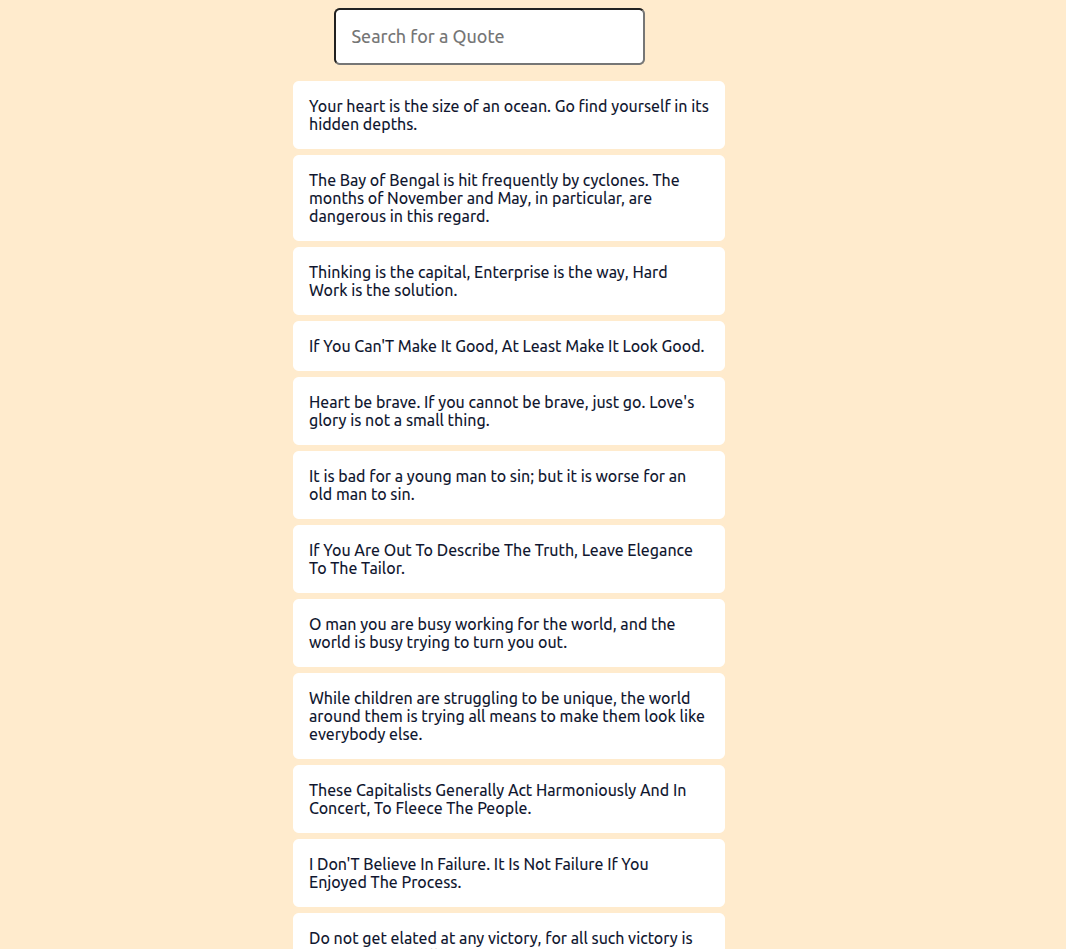 Search for a Quote
Your heart is the size of an ocean. Go find yourself in its
hidden depths.
The Bay of Bengal is hit frequently by cyclones. The
months of November and May, in particular, are
dangerous in this regard.
Thinking is the capital, Enterprise is the way, Hard
Work is the solution.
If You Can'T Make It Good, At Least Make It Look Good.
Heart be brave. If you cannot be brave, just go. Love's
glory is not a small thing.
It is bad for a young man to sin; but it is worse for an
old man to sin.
If You Are Out To Describe The Truth, Leave Elegance
To The Tailor.
O man you are busy working for the world, and the
world is busy trying to turn you out.
While children are struggling to be unique, the world
around them is trying all means to make them look like
everybody else.
These Capitalists Generally Act Harmoniously And In
Concert, To Fleece The People.
I Don'T Believe In Failure. It Is Not Failure If You
Enjoyed The Process.
Do not get elated at any victory, for all such victory is